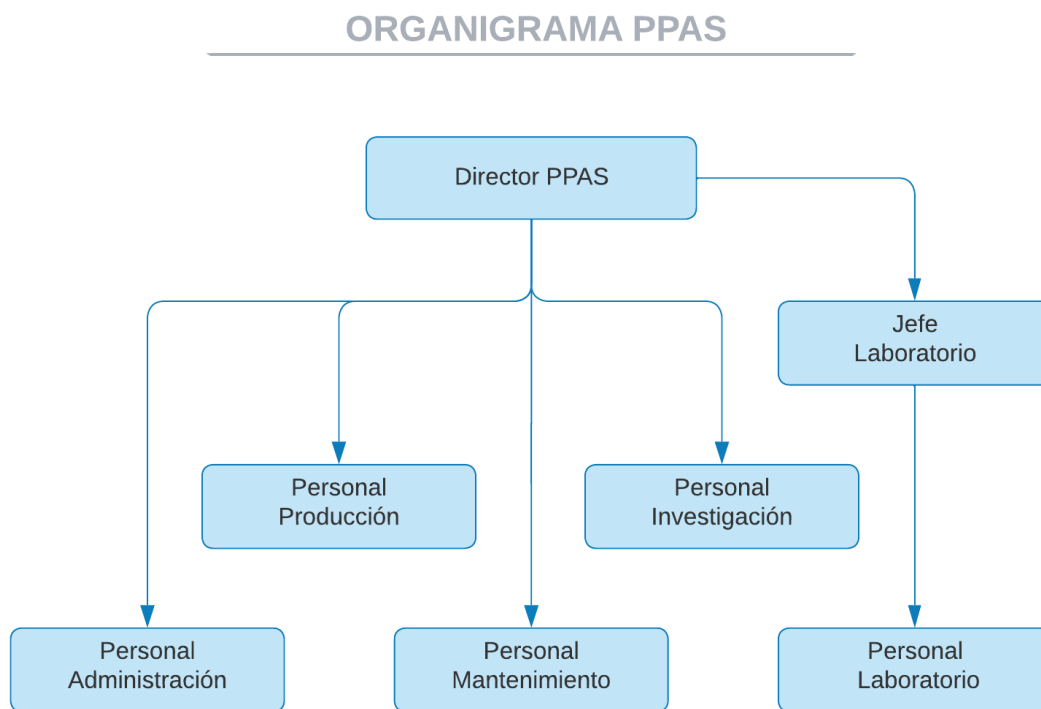 ORGANIGRAMA PPAS
Director PPAS
Jefe
Laboratorio
Personal
Producción
Personal
Investigación
Personal
Administración
Personal
Mantenimiento
Personal
Laboratorio